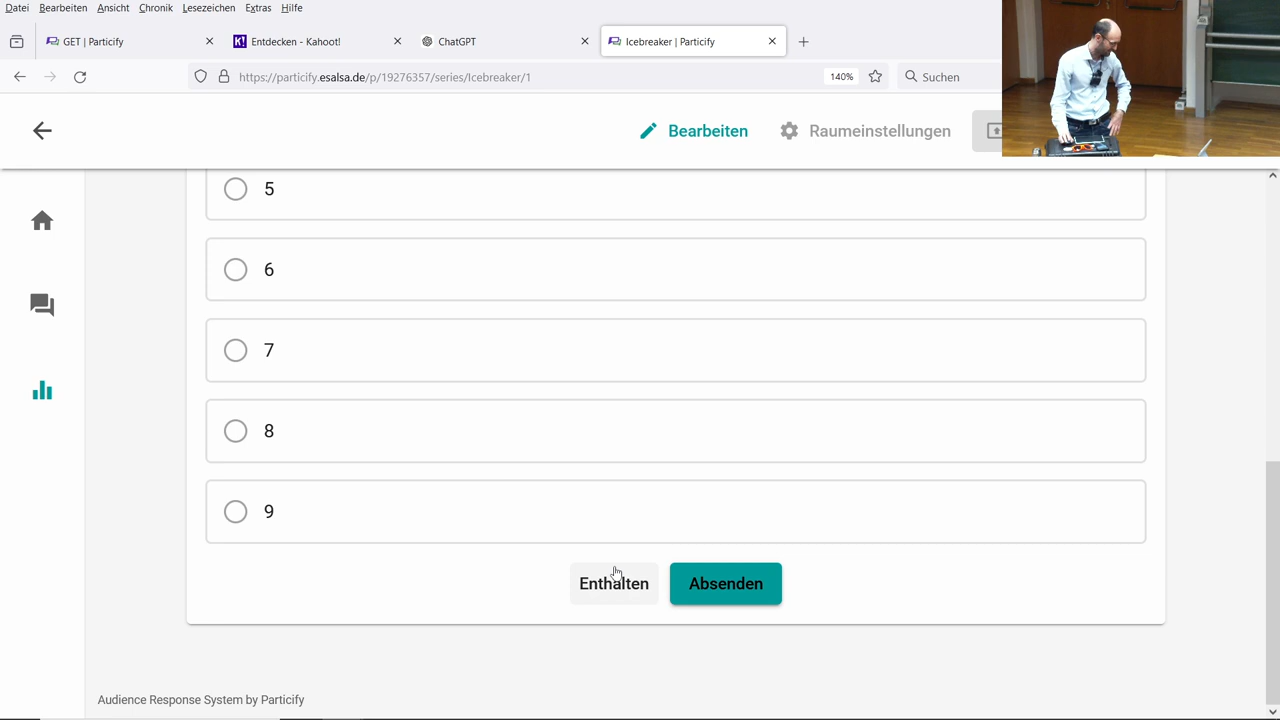 Datei Bearbeiten Ansicht Chronik Lesezeichen Extras Hilfe
GET | Particify Entdecken - Kahoot! ChatGPT Icebreaker | Particify
https://particify.esalsa.de/p/19276357/series/Icebreaker/1 140% Suchen
Bearbeiten Raumeinstellungen
5
6
7
8
9
Enthalten Absenden
Audience Response System by Particify